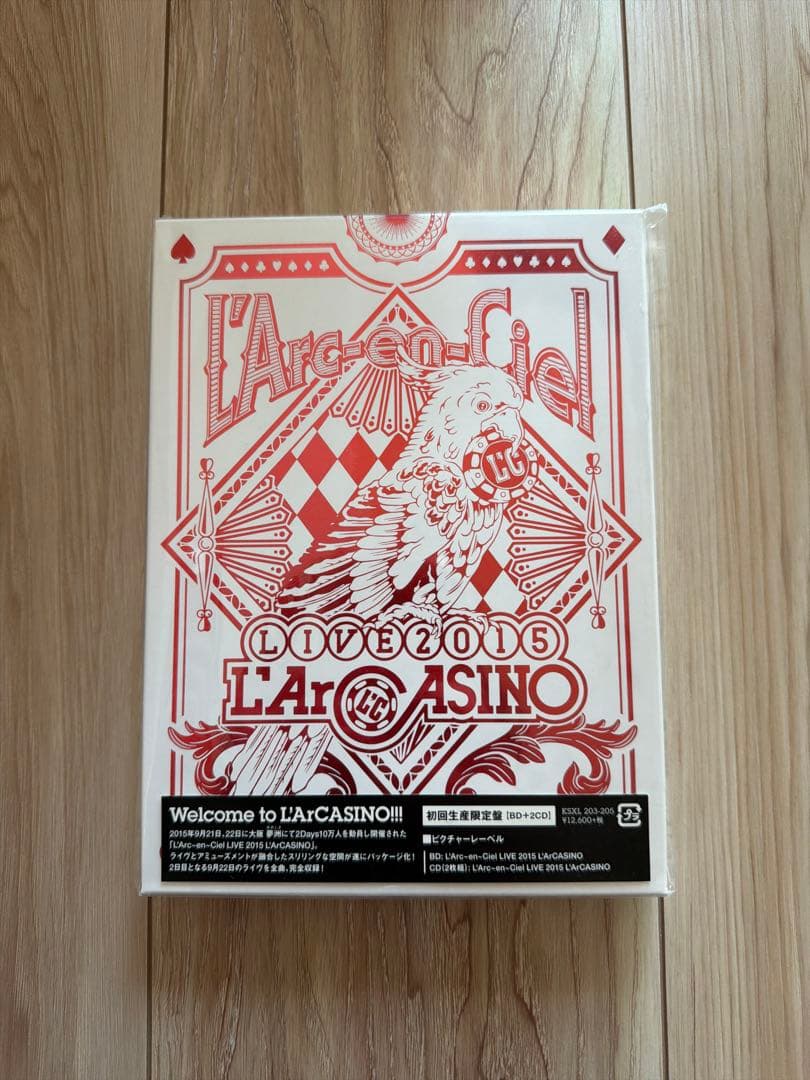 L'Arc-en-Ciel
L'C
LIVE 2015
L'ArCASINO
L'C
Welcome to L'ArCASINO!!!
2015年9月21日、22日に大阪 夢洲にて2Days10万人を動員し開催された
「L'Arc~en~Ciel LIVE 2015 L'ArCASINO」。
ライヴとアミューズメントが融合したスリリングな空間が遂にパッケージ化！
2日目となる9月22日のライヴを全曲、完全収録！
初回生産限定盤【BD+2CD】
KSXL 203-205
¥12,600+税
プラ
■ピクチャーレーベル
BD: L'Arc~en~Ciel LIVE 2015 L'ArCASINO
CD(2枚組): L'Arc~en~Ciel LIVE 2015 L'ArCASINO